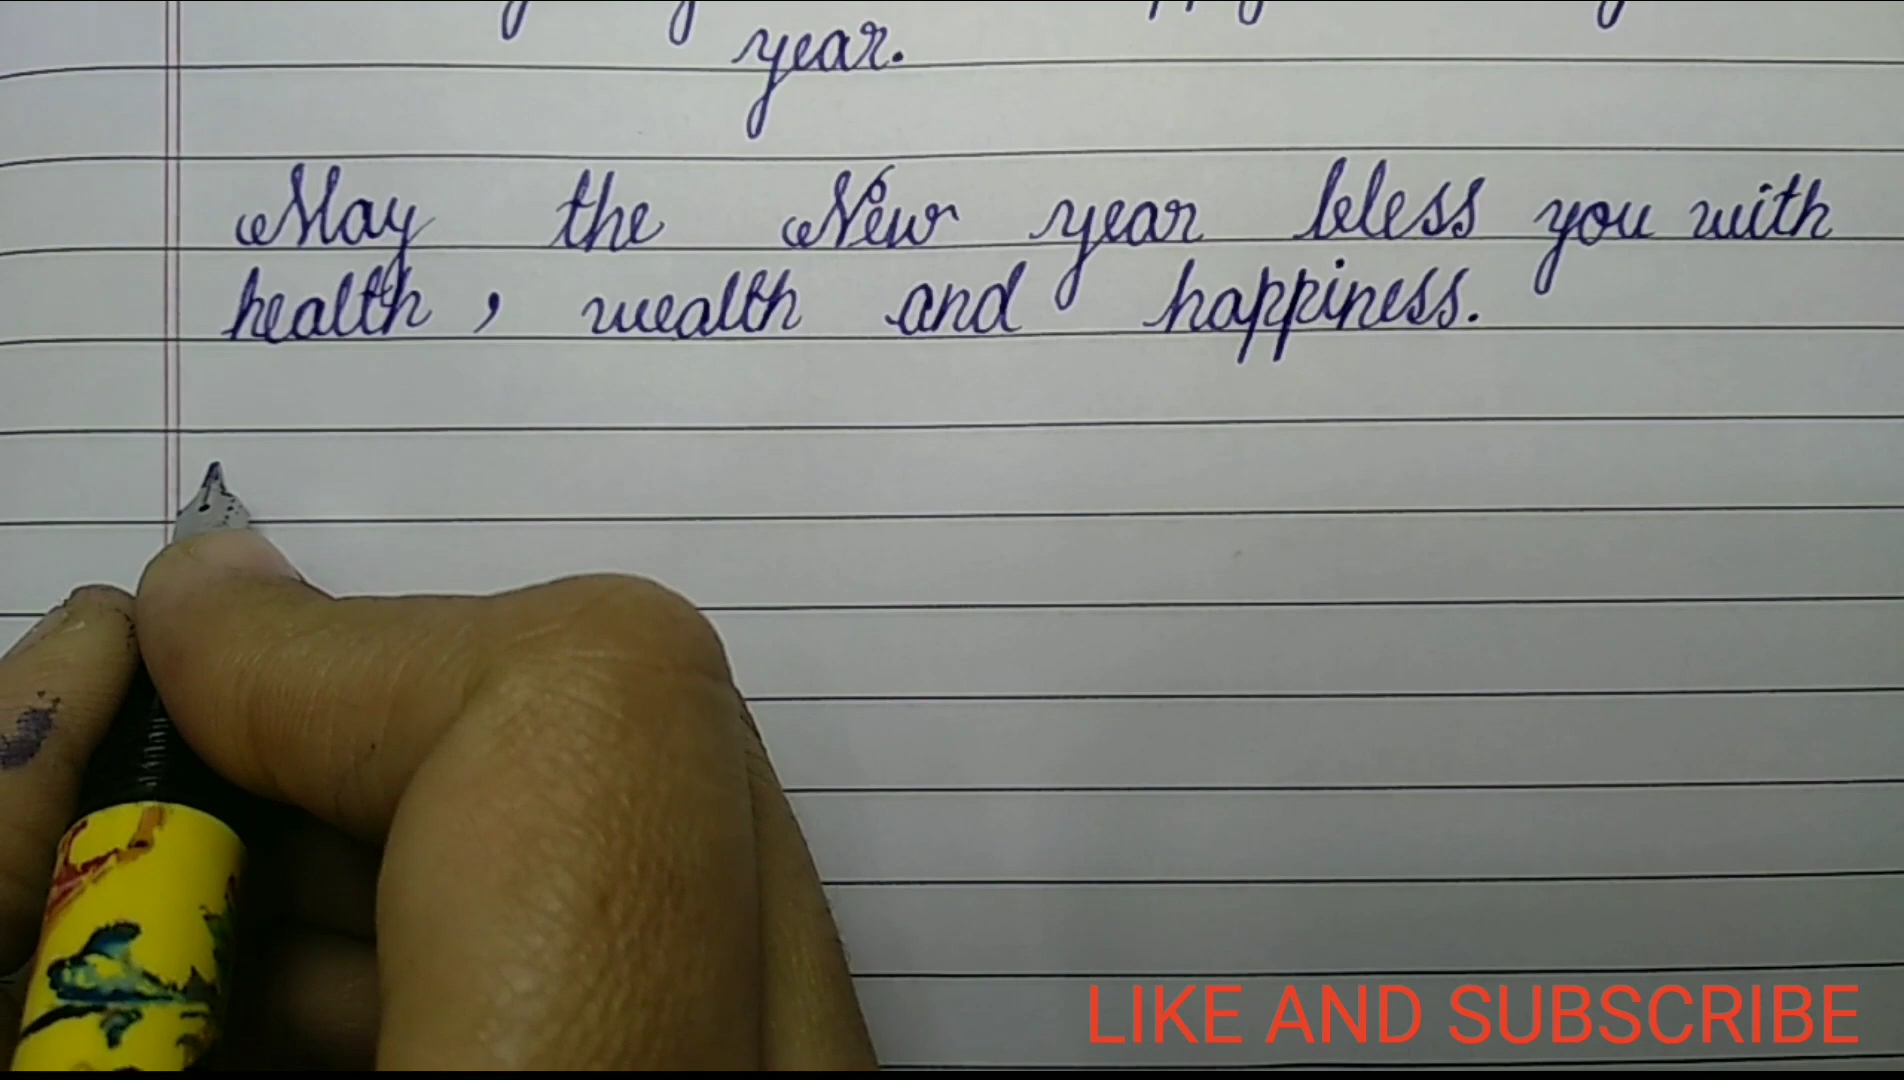 year.
May the New year bless you with
health, wealth and happiness.
LIKE AND SUBSCRIBE